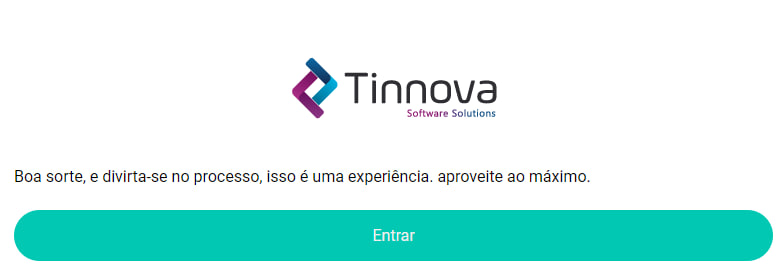 Tinnova
Software Solutions
Boa sorte, e divirta-se no processo, isso é uma experiência. aproveite ao máximo.
Entrar